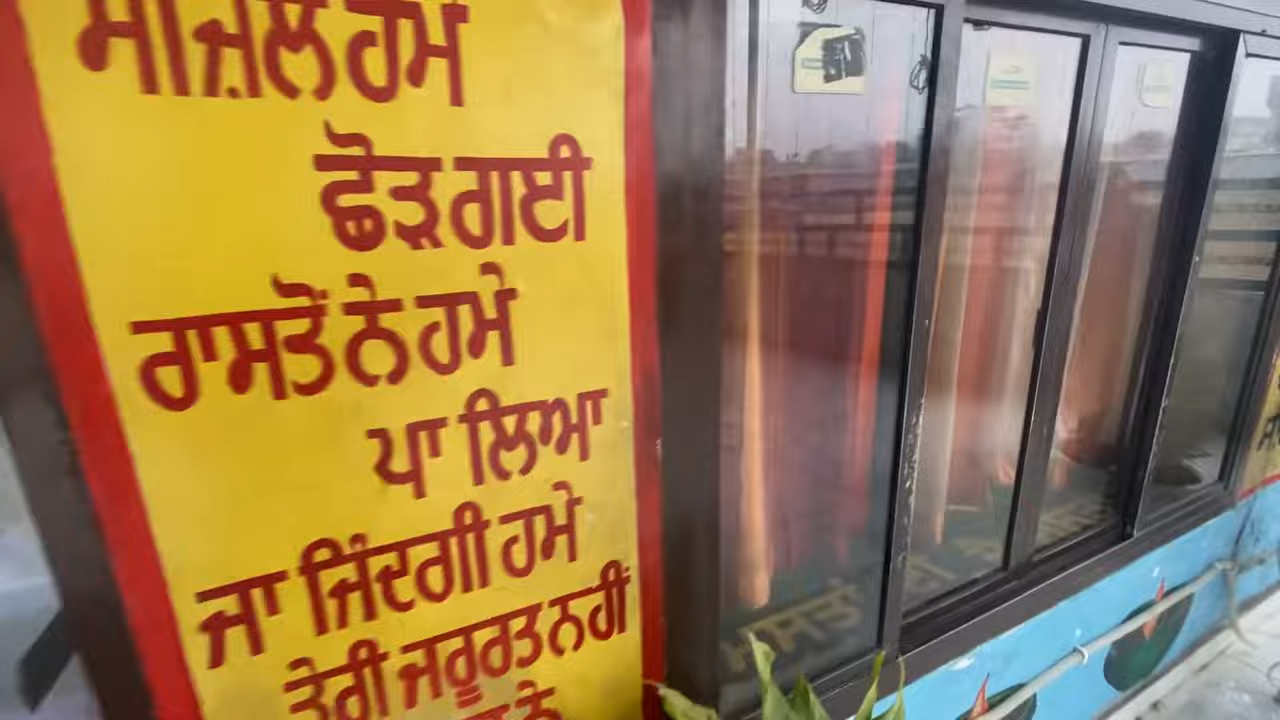 ਮੰਜ਼ਿਲ ਹਮੇ
ਛੋੜ ਗਈ
ਰਾਸਤੋਂ ਨੇ ਹਮੇ
ਪਾ ਲਿਆ
ਜਾ ਜਿੰਦਗੀ ਹਮੇ
ਤੇਰੀ ਜਰੂਰਤ ਨਹੀਂ